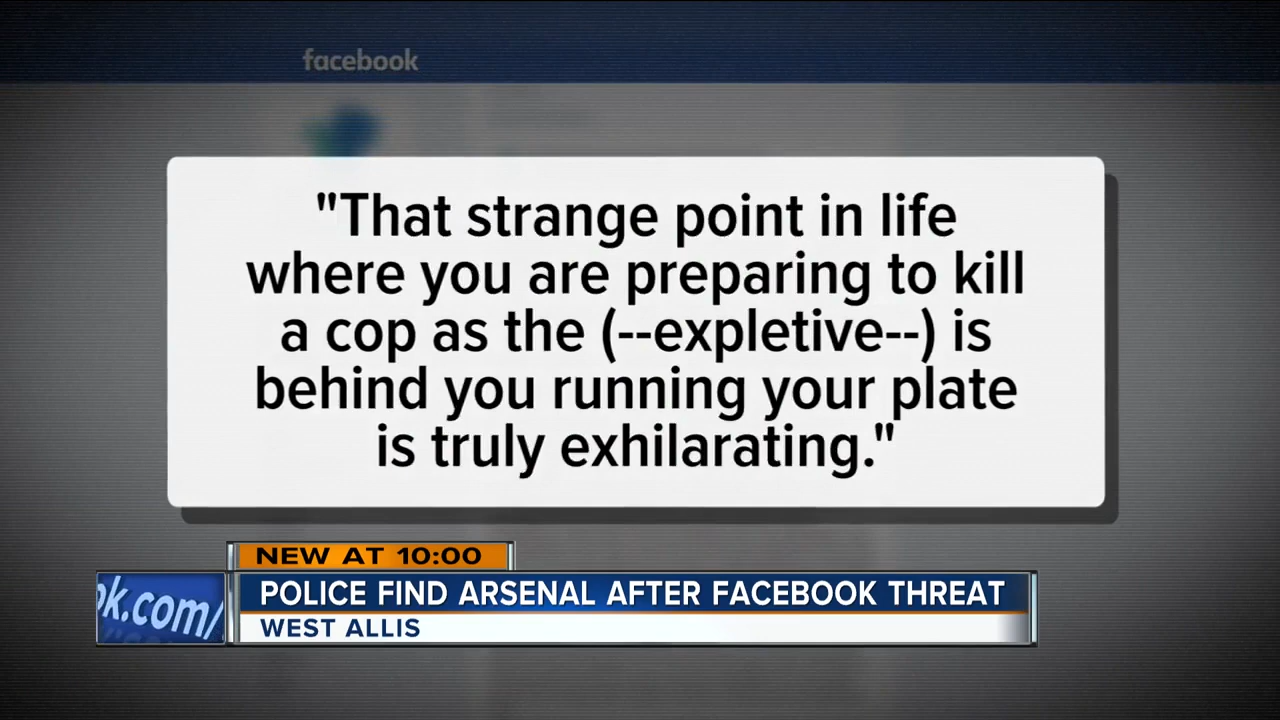 facebook
"That strange point in life
where you are preparing to kill
a cop as the (--expletive--) is
behind you running your plate
is truly exhilarating."
NEW AT 10:00
ok.com/
POLICE FIND ARSENAL AFTER FACEBOOK THREAT
WEST ALLIS